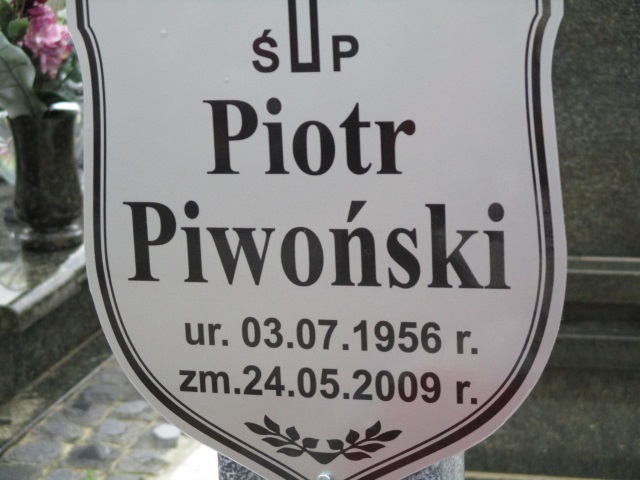 Ś P
Piotr
Piwoński
ur. 03.07.1956 r.
zm.24.05.2009 r.